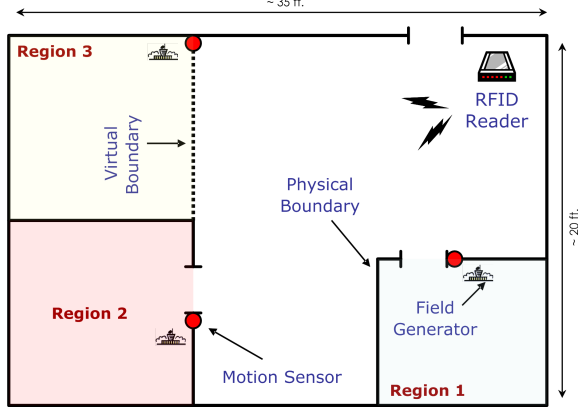 ~ 35 ft.
Region 3
RFID
Reader
Virtual
Boundary
Physical
Boundary
~ 20 ft.
Region 2
Field
Generator
Motion Sensor
Region 1